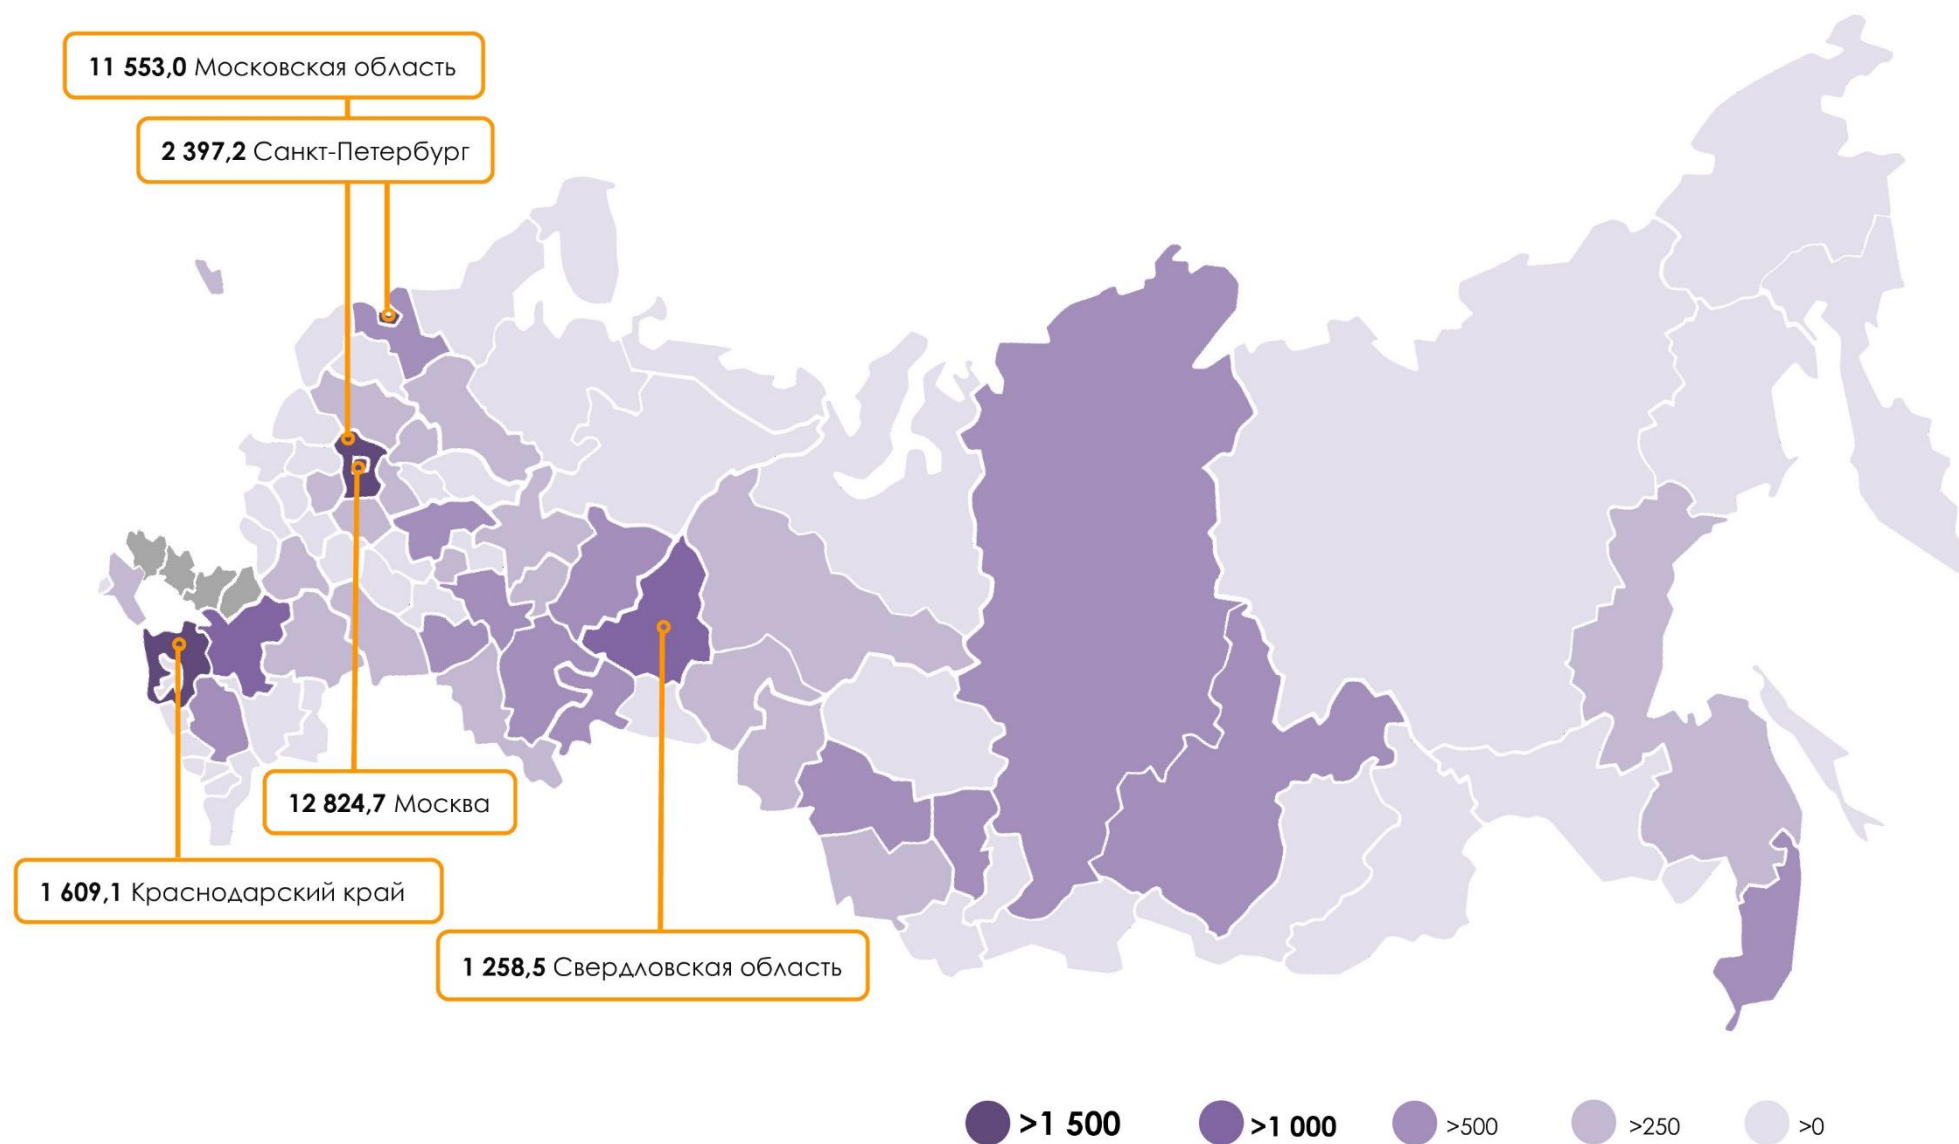 11 553,0 Московская область
2 397,2 Санкт-Петербург
12 824,7 Москва
1 609,1 Краснодарский край
1 258,5 Свердловская область
>1 500 >1 000 >500 >250 >0